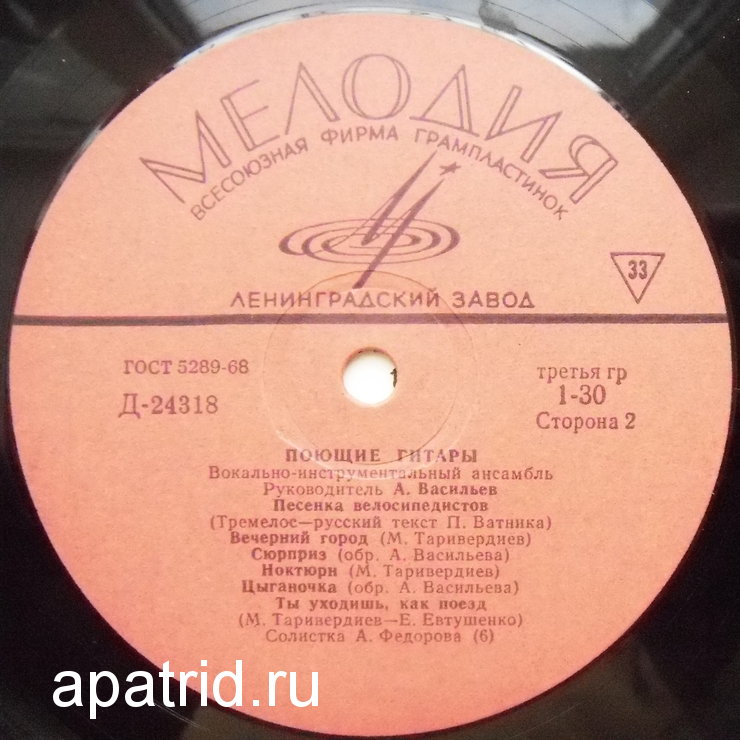 МЕЛОДИЯ
ВСЕСОЮЗНАЯ ФИРМА ГРАМПЛАСТИНОК
33
ЛЕНИНГРАДСКИЙ ЗАВОД
ГОСТ 5289-68
третья гр
Д-24318
1-30
Сторона 2
ПОЮЩИЕ ГИТАРЫ
Вокально-инструментальный ансамбль
Руководитель А. Васильев
Песенка велосипедистов
(Тремелос—русский текст П. Ватника)
Вечерний город (М. Таривердиев)
Сюрприз (обр. А. Васильева)
Ноктюрн (М. Таривердиев)
Цыганочка (обр. А. Васильева)
Ты уходишь, как поезд
(М. Таривердиев—Е. Евтушенко)
Солистка А. Федорова (6)
apatrid.ru